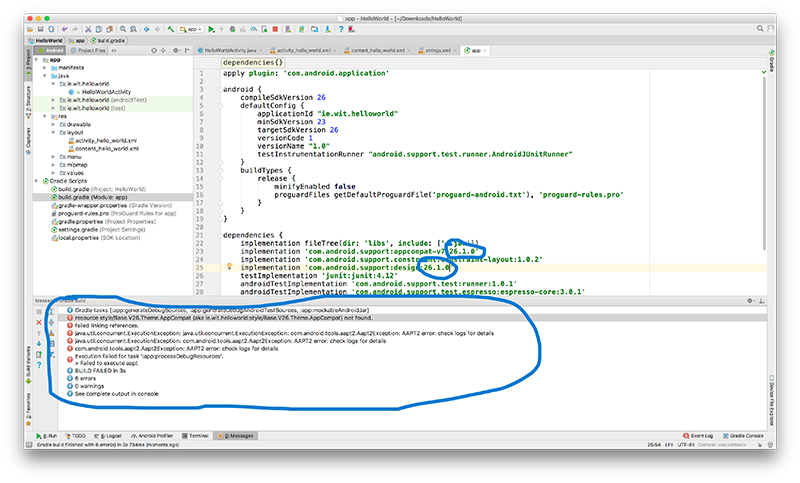 app - HelloWorld - [~/Downloads/HelloWorld]
app
HelloWorld
app
build.gradle
Android
Project Files
HelloWorldActivity.java
activity_hello_world.xml
content_hello_world.xml
strings.xml
app
1: Project
7: Structure
Captures
Build Variants
2: Favorites
Gradle
Device File Explorer
app
manifests
java
ie.wit.helloworld
HelloWorldActivity
ie.wit.helloworld (androidTest)
ie.wit.helloworld (test)
res
drawable
layout
activity_hello_world.xml
content_hello_world.xml
menu
mipmap
values
Gradle Scripts
build.gradle (Project: HelloWorld)
build.gradle (Module: app)
gradle-wrapper.properties (Gradle Version)
proguard-rules.pro (ProGuard Rules for app)
gradle.properties (Project Properties)
settings.gradle (Project Settings)
local.properties (SDK Location)
dependencies{}
1 apply plugin: 'com.android.application'
2
3 android {
4 compileSdkVersion 26
5 defaultConfig {
6 applicationId "ie.wit.helloworld"
7 minSdkVersion 23
8 targetSdkVersion 26
9 versionCode 1
10 versionName "1.0"
11 testInstrumentationRunner "android.support.test.runner.AndroidJUnitRunner"
12 }
13 buildTypes {
14 release {
15 minifyEnabled false
16 proguardFiles getDefaultProguardFile('proguard-android.txt'), 'proguard-rules.pro'
17 }
18 }
19 }
20
21 dependencies {
22 implementation fileTree(dir: 'libs', include: ['*.jar'])
23 implementation 'com.android.support:appcompat-v7:26.1.0'
24 implementation 'com.android.support.constraint:constraint-layout:1.0.2'
25 implementation 'com.android.support:design:26.1.0'
26 testImplementation 'junit:junit:4.12'
27 androidTestImplementation 'com.android.support.test:runner:1.0.1'
28 androidTestImplementation 'com.android.support.test.espresso:espresso-core:3.0.1'
Messages Gradle Build
Gradle tasks [:app:generateDebugSources, :app:generateDebugAndroidTestSources, :app:mockableAndroidJar]
resource style/Base.V26.Theme.AppCompat (aka ie.wit.helloworld:style/Base.V26.Theme.AppCompat) not found.
failed linking references.
java.util.concurrent.ExecutionException: java.util.concurrent.ExecutionException: com.android.tools.aapt2.Aapt2Exception: AAPT2 error: check logs for details
java.util.concurrent.ExecutionException: com.android.tools.aapt2.Aapt2Exception: AAPT2 error: check logs for details
com.android.tools.aapt2.Aapt2Exception: AAPT2 error: check logs for details
Execution failed for task ':app:processDebugResources'.
> Failed to execute aapt
BUILD FAILED in 3s
6 errors
0 warnings
See complete output in console
4: Run
TODO
6: Logcat
Android Profiler
Terminal
0: Messages
Event Log
Gradle Console
Gradle build finished with 6 error(s) in 3s 734ms (moments ago)
25:54 LF÷ UTF-8÷ Context: <no context>